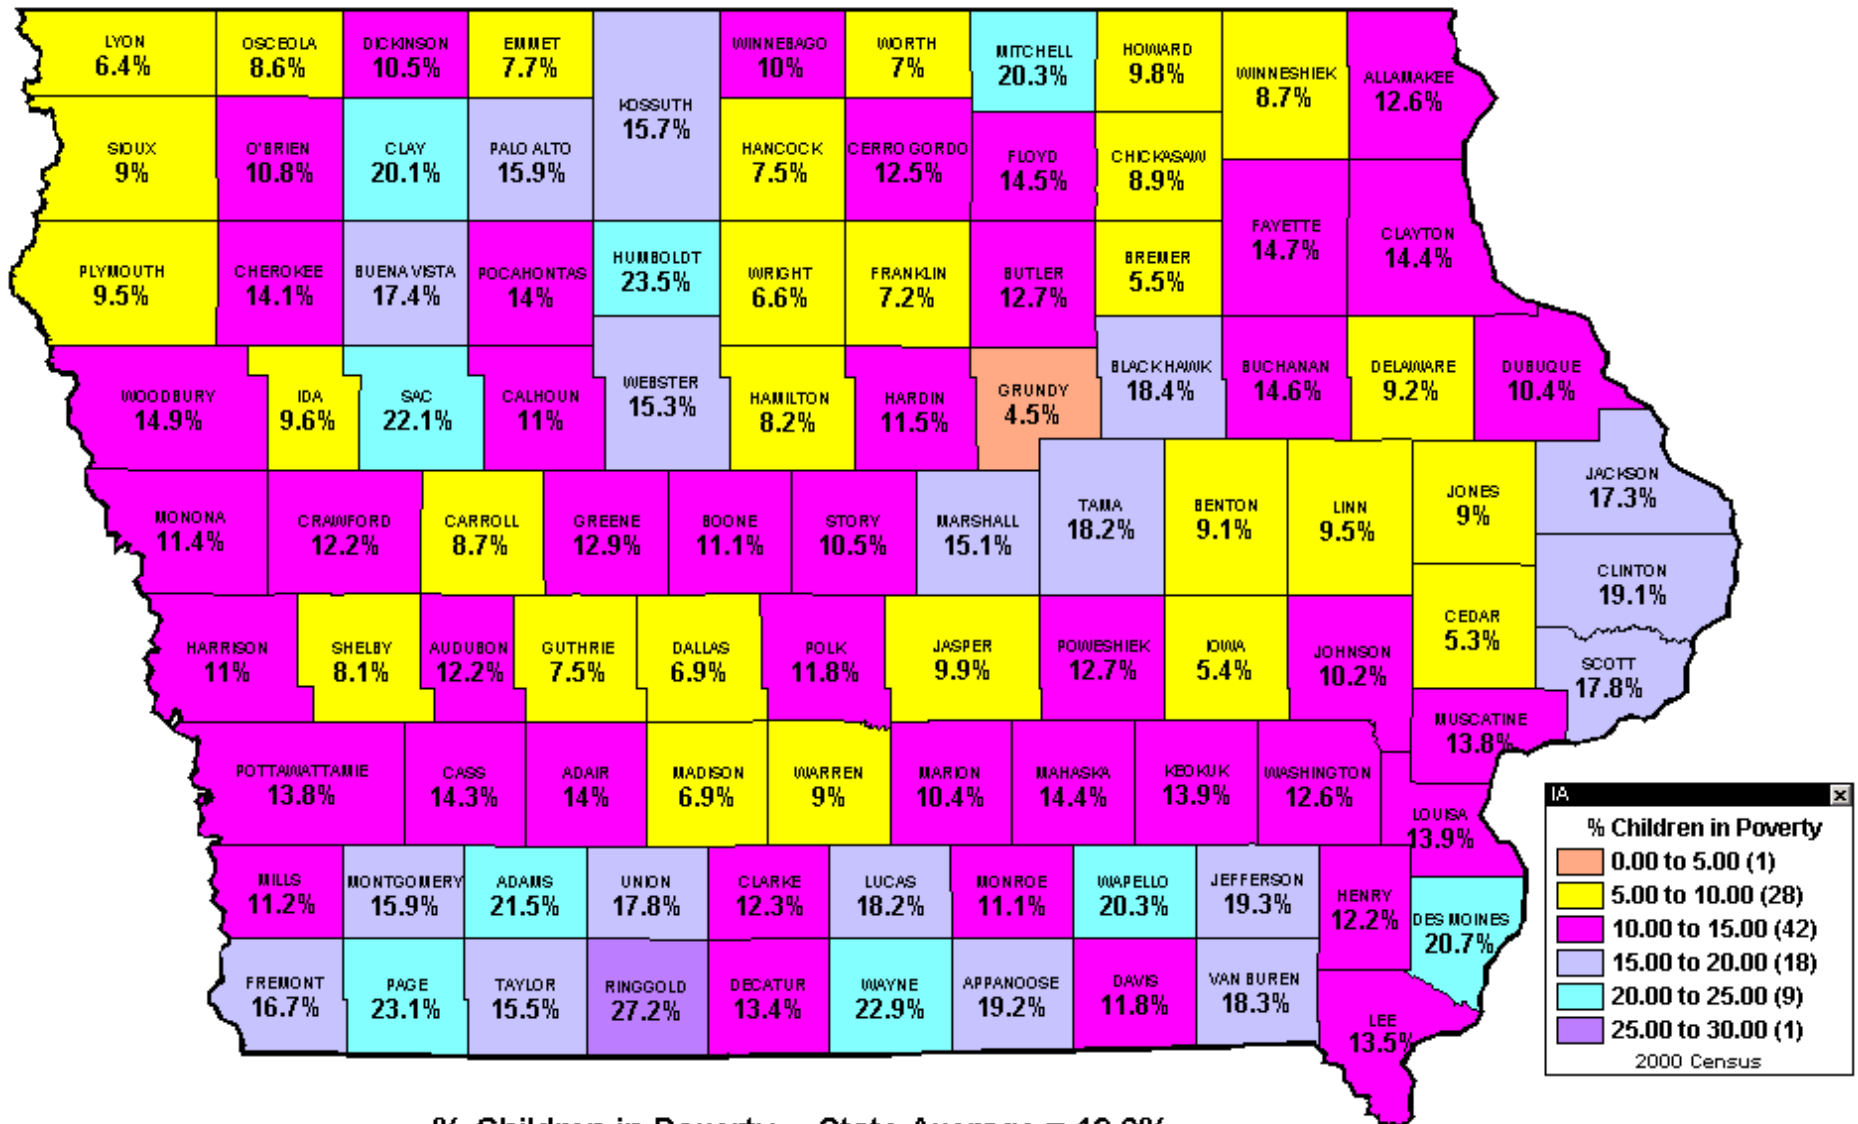 LYON
6.4%
OSCEOLA
8.6%
DICKINSON
10.5%
EMMET
7.7%
KOSSUTH
15.7%
WINNEBAGO
10%
WORTH
7%
MITCHELL
20.3%
HOWARD
9.8%
WINNESHIEK
8.7%
ALLAMAKEE
12.6%
SIOUX
9%
O'BRIEN
10.8%
CLAY
20.1%
PALO ALTO
15.9%
HANCOCK
7.5%
CERRO GORDO
12.5%
FLOYD
14.5%
CHICKASAW
8.9%
FAYETTE
14.7%
CLAYTON
14.4%
PLYMOUTH
9.5%
CHEROKEE
14.1%
BUENA VISTA
17.4%
POCAHONTAS
14%
HUMBOLDT
23.5%
WRIGHT
6.6%
FRANKLIN
7.2%
BUTLER
12.7%
BREMER
5.5%
WOODBURY
14.9%
IDA
9.6%
SAC
22.1%
CALHOUN
11%
WEBSTER
15.3%
HAMILTON
8.2%
HARDIN
11.5%
GRUNDY
4.5%
BLACKHAWK
18.4%
BUCHANAN
14.6%
DELAWARE
9.2%
DUBUQUE
10.4%
MONONA
11.4%
CRAWFORD
12.2%
CARROLL
8.7%
GREENE
12.9%
BOONE
11.1%
STORY
10.5%
MARSHALL
15.1%
TAMA
18.2%
BENTON
9.1%
LINN
9.5%
JONES
9%
JACKSON
17.3%
CLINTON
19.1%
HARRISON
11%
SHELBY
8.1%
AUDUBON
12.2%
GUTHRIE
7.5%
DALLAS
6.9%
POLK
11.8%
JASPER
9.9%
POWESHIEK
12.7%
IOWA
5.4%
JOHNSON
10.2%
CEDAR
5.3%
SCOTT
17.8%
MUSCATINE
13.8%
POTTAWATTAMIE
13.8%
CASS
14.3%
ADAIR
14%
MADISON
6.9%
WARREN
9%
MARION
10.4%
MAHASKA
14.4%
KEOKUK
13.9%
WASHINGTON
12.6%
LOUISA
13.9%
MILLS
11.2%
MONTGOMERY
15.9%
ADAMS
21.5%
UNION
17.8%
CLARKE
12.3%
LUCAS
18.2%
MONROE
11.1%
WAPELLO
20.3%
JEFFERSON
19.3%
HENRY
12.2%
DES MOINES
20.7%
FREMONT
16.7%
PAGE
23.1%
TAYLOR
15.5%
RINGGOLD
27.2%
DECATUR
13.4%
WAYNE
22.9%
APPANOOSE
19.2%
DAVIS
11.8%
VAN BUREN
18.3%
LEE
13.5%
IA
% Children in Poverty
0.00 to 5.00 (1)
5.00 to 10.00 (28)
10.00 to 15.00 (42)
15.00 to 20.00 (18)
20.00 to 25.00 (9)
25.00 to 30.00 (1)
2000 Census
% Children in Poverty State Average =